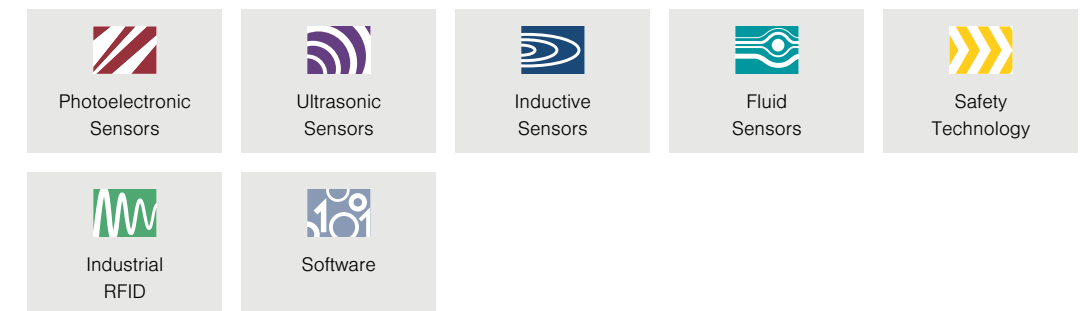 Photoelectronic
Sensors
Ultrasonic
Sensors
Inductive
Sensors
Fluid
Sensors
Safety
Technology
Industrial
RFID
Software